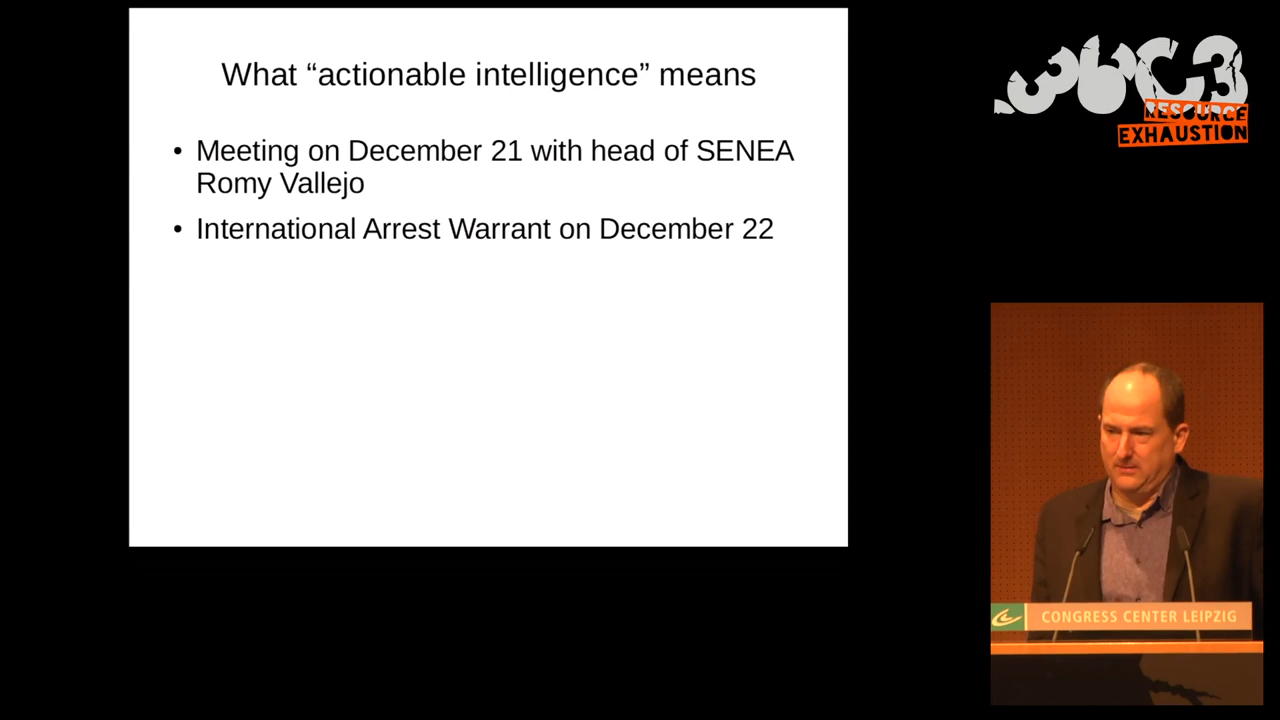 What “actionable intelligence” means
• Meeting on December 21 with head of SENEA
Romy Vallejo
• International Arrest Warrant on December 22
36C3
RESOURCE
EXHAUSTION
CONGRESS CENTER LEIPZIG